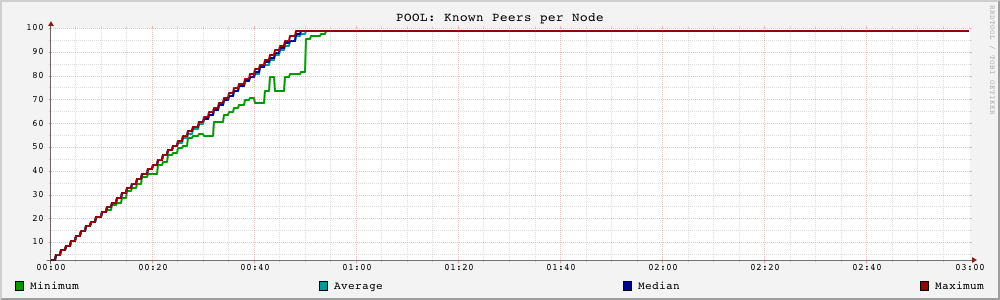 POOL: Known Peers per Node
RRDTOOL / TOBI OETIKER
100
90
80
70
60
50
40
30
20
10
00:00 00:20 00:40 01:00 01:20 01:40 02:00 02:20 02:40 03:00
Minimum Average Median Maximum